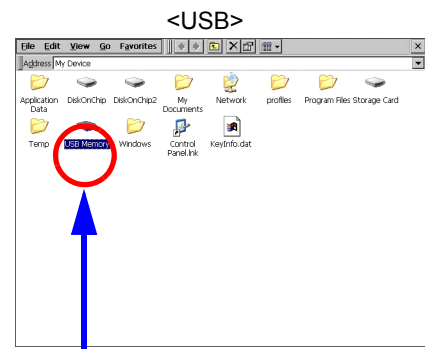 <USB>
File Edit View Go Favorites
Address My Device
Application Data
DiskOnChip
DiskOnChip2
My Documents
Network
profiles
Program Files
Storage Card
Temp
USB Memory
Windows
Control Panel.lnk
KeyInfo.dat